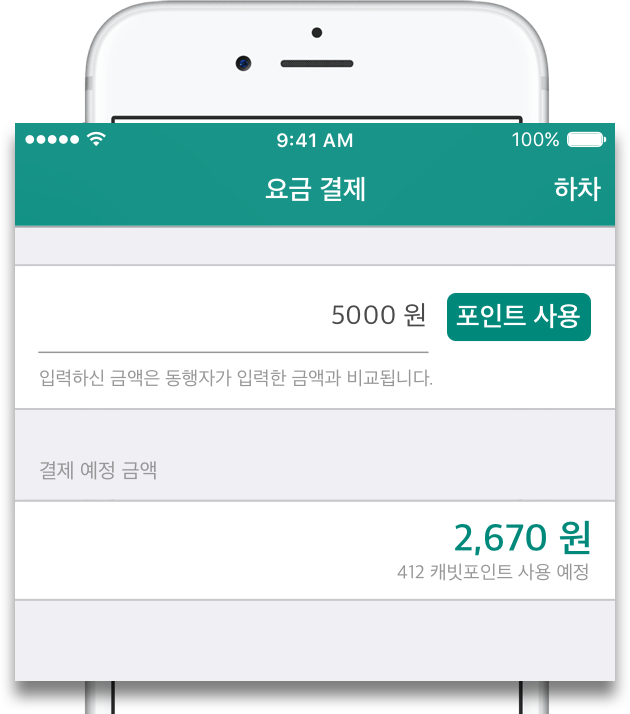 9:41 AM 100%
요금 결제 하차
5000 원 포인트 사용
입력하신 금액은 동행자가 입력한 금액과 비교됩니다.
결제 예정 금액
2,670 원
412 캐빗포인트 사용 예정